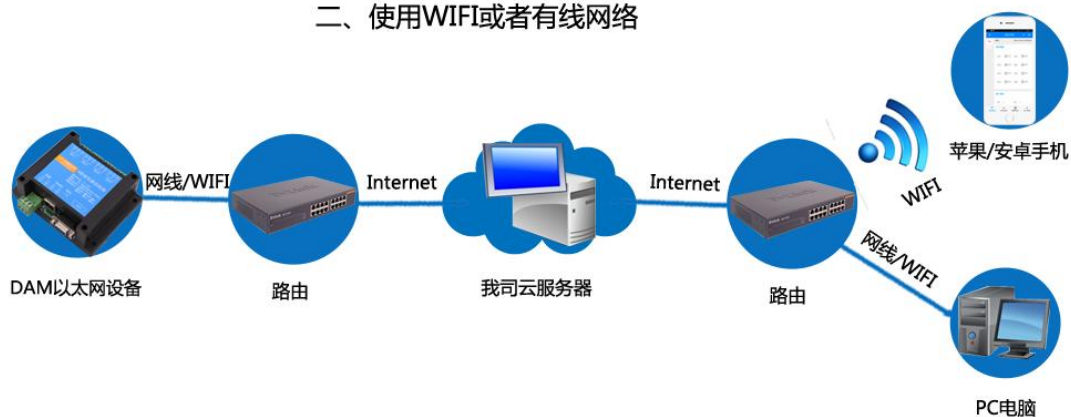 二、使用WIFI或者有线网络
苹果/安卓手机
网线/WIFI
Internet
Internet
WIFI
网线/WIFI
DAM以太网设备
路由
我司云服务器
路由
PC电脑